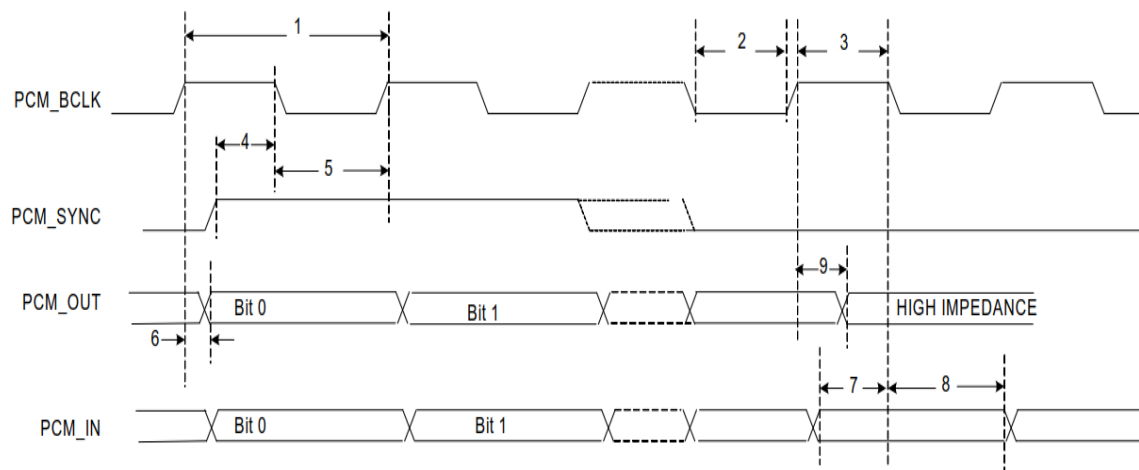 1
2
3
PCM_BCLK
4
5
PCM_SYNC
9
PCM_OUT
Bit 0
Bit 1
HIGH IMPEDANCE
6
7
8
PCM_IN
Bit 0
Bit 1